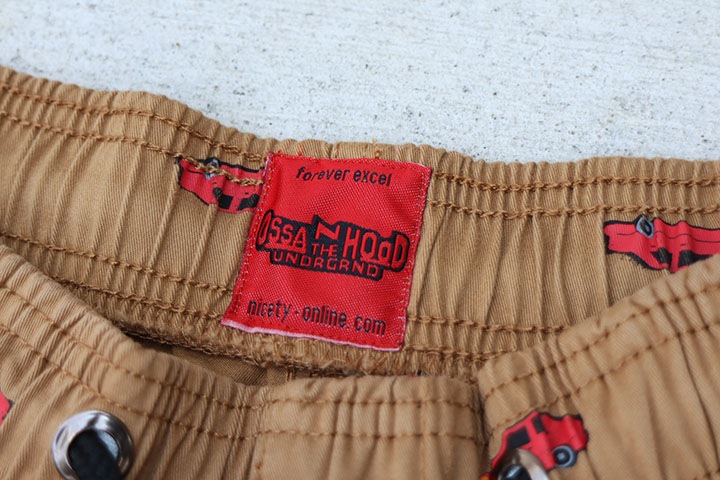 forever excel
OSSA N HOOD
THE
UNDRGRND
nicety-online.com